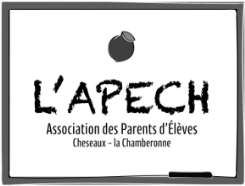 L'APECH
Association des Parents d'Élèves
Cheseaux – la Chamberonne